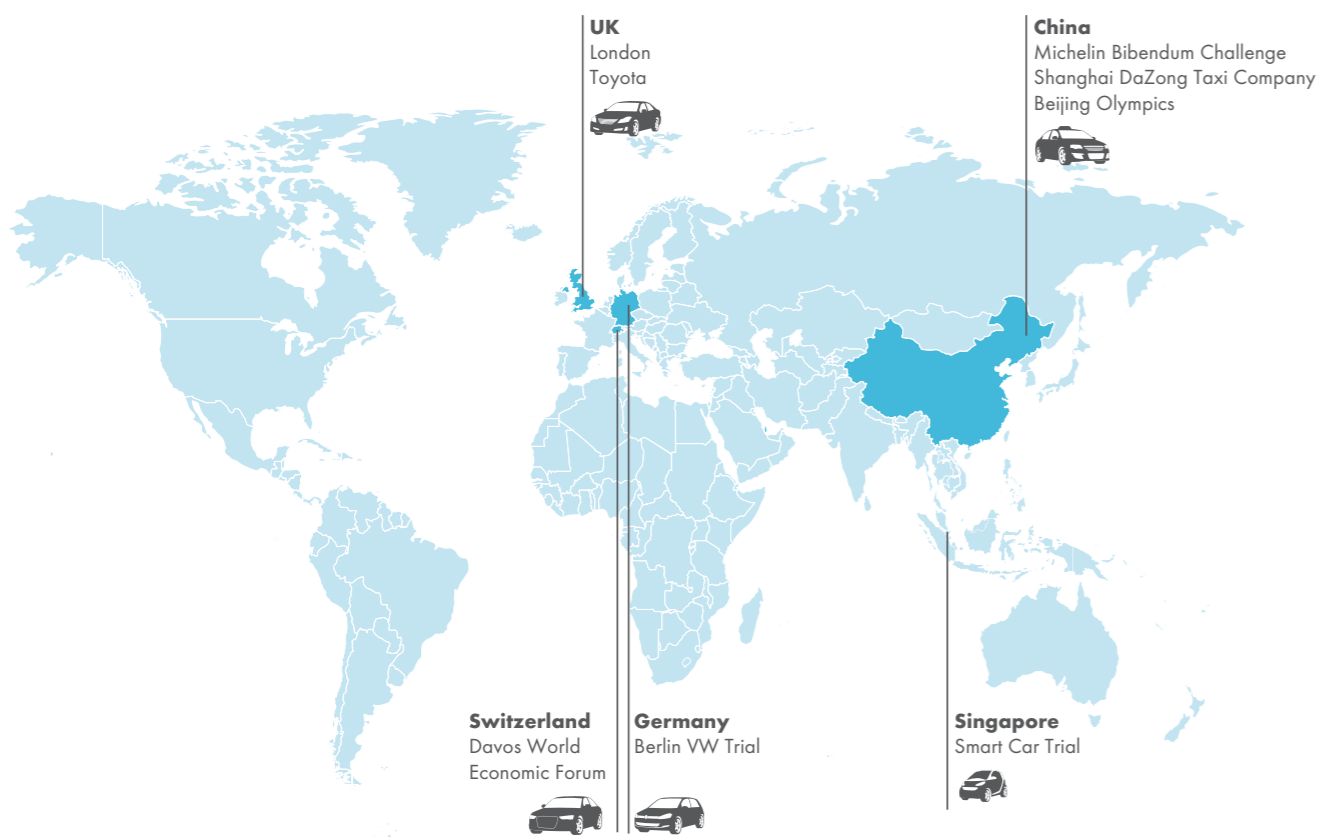 UK
London
Toyota
China
Michelin Bibendum Challenge
Shanghai DaZong Taxi Company
Beijing Olympics
Switzerland
Davos World
Economic Forum
Germany
Berlin VW Trial
Singapore
Smart Car Trial